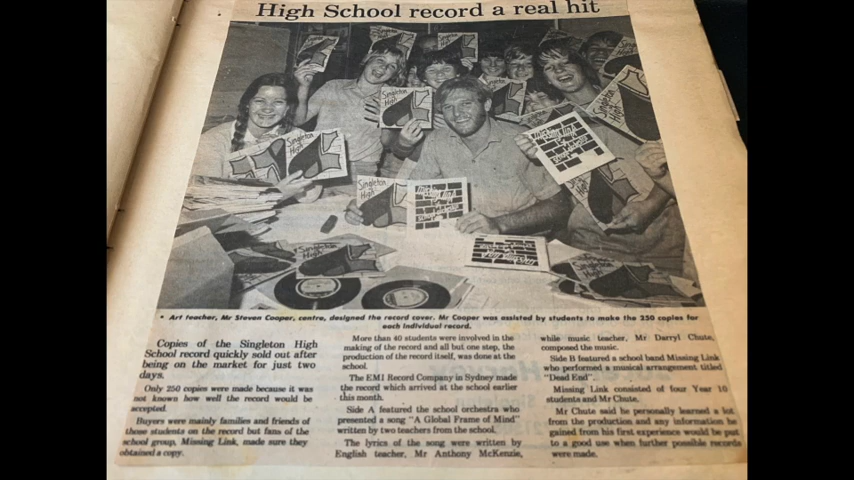 High School record a real hit
Singleton
High
Singleton
High
Singleton
High
Singleton
High
• Art teacher, Mr Steven Cooper, centre, designed the record cover. Mr Cooper was assisted by students to make the 250 copies for
each individual record.
Copies of the Singleton High
School record quickly sold out after
being on the market for just two
days.
Only 250 copies were made because it was
not known how well the record would be
accepted.
Buyers were mainly families and friends of
those students on the record but fans of the
school group, Missing Link, made sure they
obtained a copy.
More than 40 students were involved in the
making of the record and all but one step, the
production of the record itself, was done at the
school.
The EMI Record Company in Sydney made
the record which arrived at the school earlier
this month.
Side A featured the school orchestra who
presented a song "A Global Frame of Mind"
written by two teachers from the school.
The lyrics of the song were written by
English teacher, Mr Anthony McKenzie,
while music teacher, Mr Darryl Chute,
composed the music.
Side B featured a school band Missing Link
who performed a musical arrangement titled
"Dead End".
Missing Link consisted of four Year 10
students and Mr Chute.
Mr Chute said he personally learned a lot
from the production and any information he
gained from his first experience would be put
to a good use when further possible records
were made.